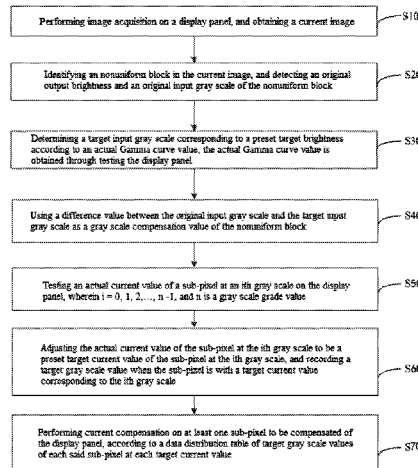 Performing image acquisition on a display panel, and obtaining a current image
S10
Identifying an nonuniform block in the current image, and detecting an original
output brightness and an original input gray scale of the nonuniform block
S20
Determining a target input gray scale corresponding to a preset target brightness
according to an actual Gamma curve value, the actual Gamma curve value is
obtained through testing the display panel
S30
Using a difference value between the original input gray scale and the target input
gray scale as a gray scale compensation value of the nonuniform block
S40
Testing an actual current value of a sub-pixel at an ith gray scale on the display
panel, wherein i = 0, 1, 2,..., n -1, and n is a gray scale grade value
S50
Adjusting the actual current value of the sub-pixel at the ith gray scale to be a
preset target current value of the sub-pixel at the ith gray scale, and recording a
target gray scale value when the sub-pixel is with a target current value
corresponding to the ith gray scale
S60
Performing current compensation on at least one sub-pixel to be compensated of
the display panel, according to a data distribution table of target gray scale values
of each said sub-pixel at each target current value
S70